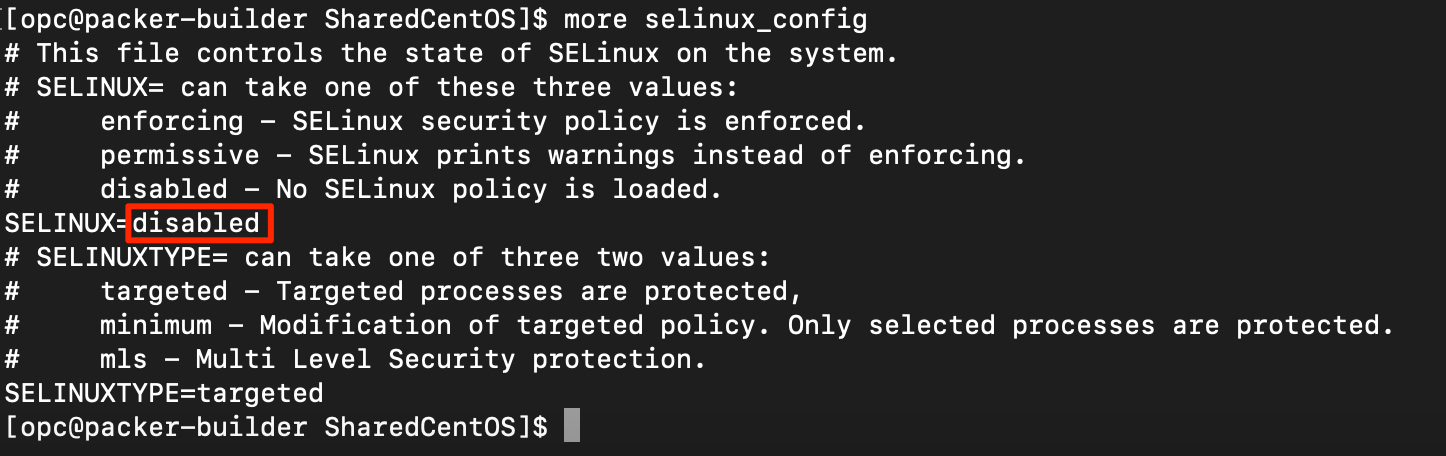 [opc@packer-builder SharedCentOS]$ more selinux_config
# This file controls the state of SELinux on the system.
# SELINUX= can take one of these three values:
#     enforcing – SELinux security policy is enforced.
#     permissive – SELinux prints warnings instead of enforcing.
#     disabled – No SELinux policy is loaded.
SELINUX=disabled
# SELINUXTYPE= can take one of three two values:
#     targeted – Targeted processes are protected,
#     minimum – Modification of targeted policy. Only selected processes are protected.
#     mls – Multi Level Security protection.
SELINUXTYPE=targeted
[opc@packer-builder SharedCentOS]$